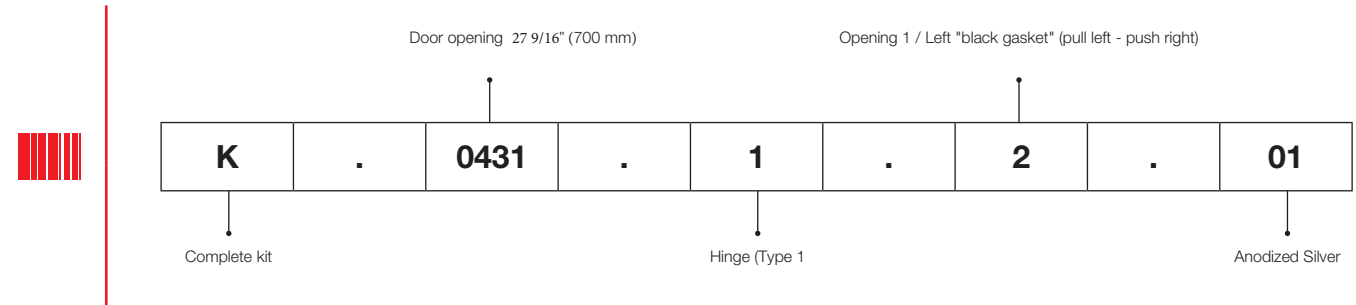 Door opening 27 9/16" (700 mm)
Opening 1 / Left "black gasket" (pull left - push right)
K . 0431 . 1 . 2 . 01
Complete kit
Hinge (Type 1
Anodized Silver